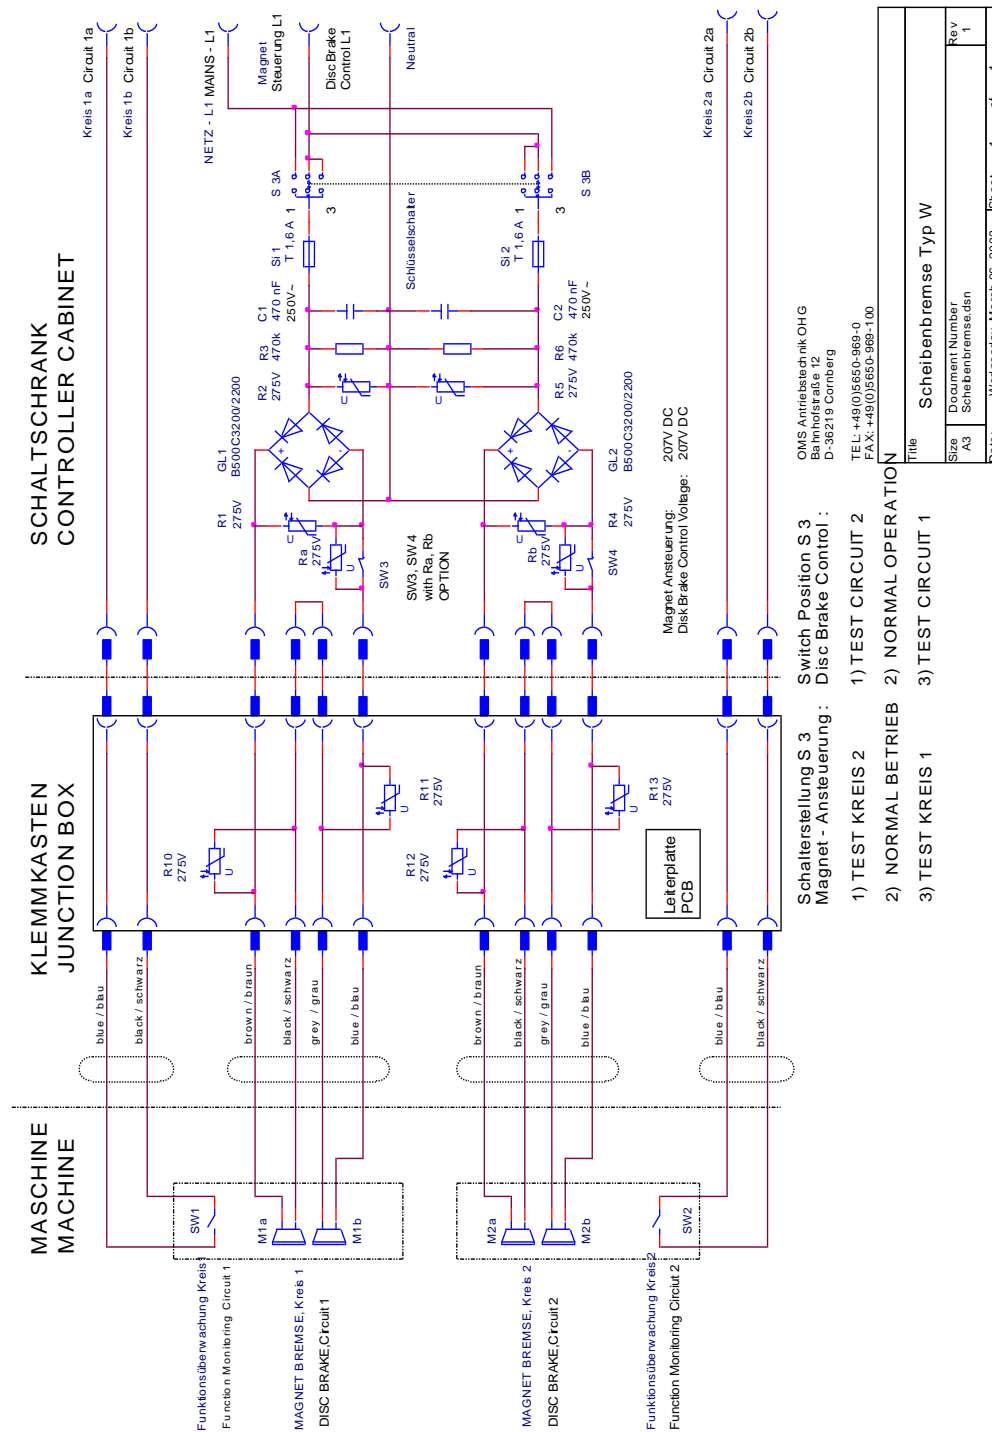 SCHALTSCHRANK
CONTROLLER CABINET
KLEMMKASTEN
JUNCTION BOX
MASCHINE
MACHINE
Kreis 1a Circuit 1a
Kreis 1b Circuit 1b
NETZ - L1 MAINS - L1
Magnet
Steuerung L1
Disc Brake
Control L1
Neutral
Kreis 2a Circuit 2a
Kreis 2b Circuit 2b
S 3A
1
3
S 3B
1
3
Schlüsselschalter
Si 1
T 1,6 A
Si 2
T 1,6 A
C1
470 nF
250V~
C2
470 nF
250V~
R3
470k
R6
470k
R2
275V
U
R5
275V
U
GL1
B500C3200/2200
+
-
GL2
B500C3200/2200
+
-
R1
275V
U
Ra
275V
U
SW3
SW3, SW4
with Ra, Rb
OPTION
R4
275V
U
Rb
275V
U
SW4
Magnet Ansteuerung: 207V DC
Disk Brake Control Voltage: 207V DC
R10
275V
U
R11
275V
U
R12
275V
U
R13
275V
U
Leiterplatte
PCB
blue / blau
black / schwarz
brown / braun
black / schwarz
grey / grau
blue / blau
brown / braun
black / schwarz
grey / grau
blue / blau
blue / blau
black / schwarz
SW1
M1a
M1b
M2a
M2b
SW2
Funktionsüberwachung Kreis1
Function Monitoring Circuit 1
MAGNET BREMSE, Kreis 1
DISC BRAKE,Circuit 1
MAGNET BREMSE, Kreis 2
DISC BRAKE,Circuit 2
Funktionsüberwachung Kreis 2
Function Monitoring Circiut 2
Schalterstellung S 3
Magnet - Ansteuerung :
1) TEST KREIS 2
2) NORMAL BETRIEB
3) TEST KREIS 1
Switch Position S 3
Disc Brake Control :
1) TEST CIRCUIT 2
2) NORMAL OPERATION
3) TEST CIRCUIT 1
OMS Antriebstechnik OHG
Bahnhofstraße 12
D-36219 Cornberg
TEL: +49(0)5650-969-0
FAX: +49(0)5650-969-100
Title
Scheibenbremse Typ W
Size
A3
Document Number
Scheibenbremse.dsn
Rev
1